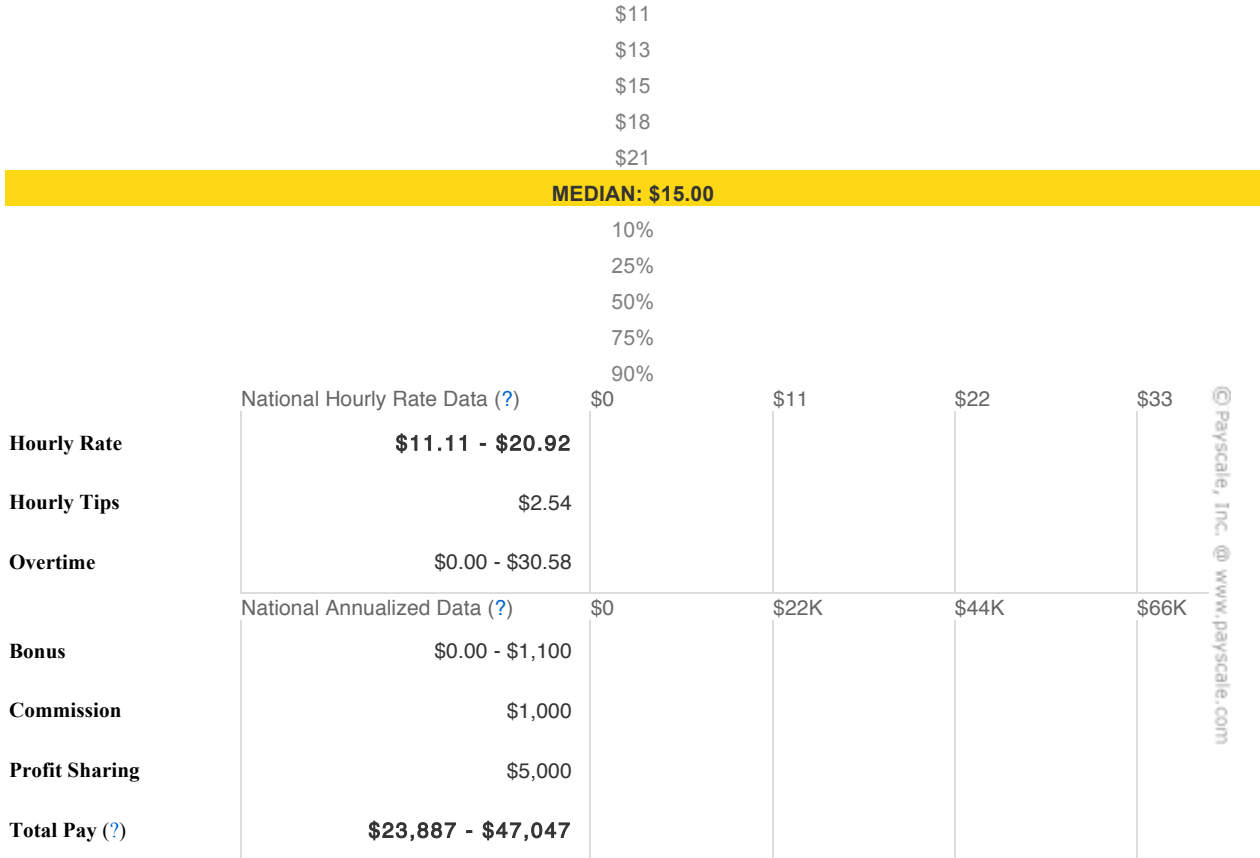 $11
$13
$15
$18
$21
MEDIAN: $15.00
10%
25%
50%
75%
90%
National Hourly Rate Data (?) $0 $11 $22 $33
Hourly Rate $11.11 - $20.92
Hourly Tips $2.54
Overtime $0.00 - $30.58
National Annualized Data (?) $0 $22K $44K $66K
Bonus $0.00 - $1,100
Commission $1,000
Profit Sharing $5,000
Total Pay (?) $23,887 - $47,047
© Payscale, Inc. @ www.payscale.com